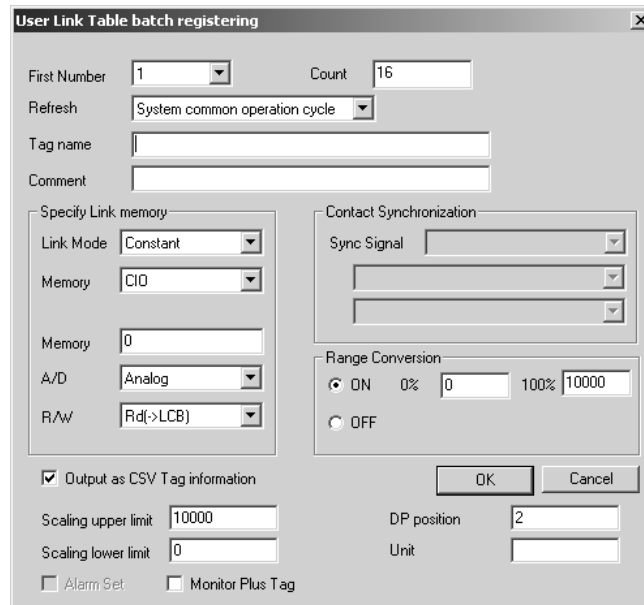 User Link Table batch registering
First Number 1 Count 16
Refresh System common operation cycle
Tag name
Comment
Specify Link memory
Link Mode Constant
Memory CIO
Memory 0
A/D Analog
R/W Rd(->LCB)
Contact Synchronization
Sync Signal
Range Conversion
ON 0% 0 100% 10000
OFF
Output as CSV Tag information
OK Cancel
Scaling upper limit 10000 DP position 2
Scaling lower limit 0 Unit
Alarm Set Monitor Plus Tag